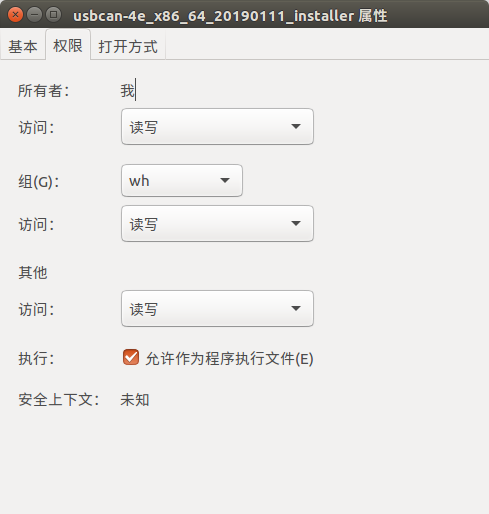 usbcan-4e_x86_64_20190111_installer 属性
基本 权限 打开方式
所有者： 我
访问： 读写
组(G)： wh
访问： 读写
其他
访问： 读写
执行： 允许作为程序执行文件(E)
安全上下文： 未知